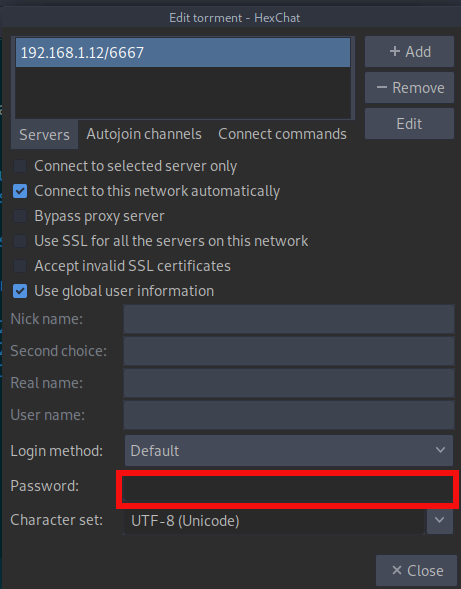 Edit torrment - HexChat
192.168.1.12/6667
+ Add
− Remove
Edit
Servers Autojoin channels Connect commands
Connect to selected server only
Connect to this network automatically
Bypass proxy server
Use SSL for all the servers on this network
Accept invalid SSL certificates
Use global user information
Nick name:
Second choice:
Real name:
User name:
Login method: Default
Password:
Character set: UTF-8 (Unicode)
× Close